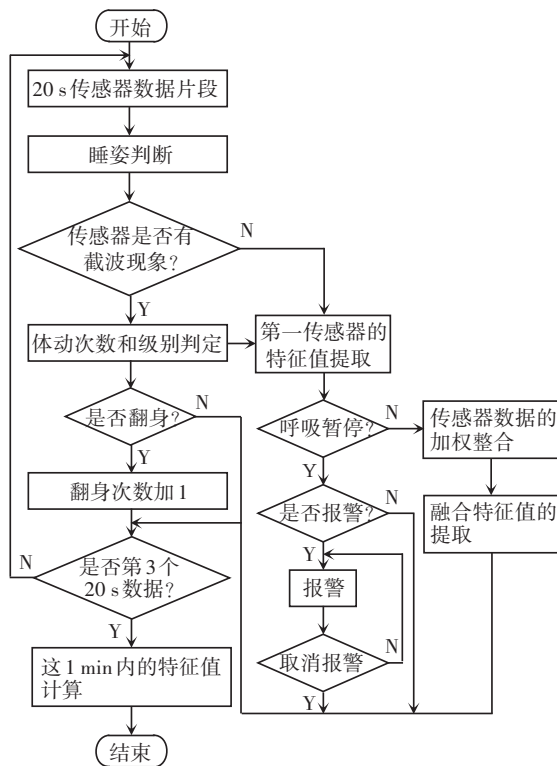 开始
20 s传感器数据片段
睡姿判断
传感器是否有
截波现象?
N
Y
体动次数和级别判定
第一传感器的
特征值提取
是否翻身?
N
Y
呼吸暂停?
N
Y
传感器数据的
加权整合
翻身次数加1
是否报警?
N
Y
融合特征值的
提取
是否第3个
20 s数据?
N
Y
报警
取消报警
N
Y
这1 min内的特征值
计算
结束